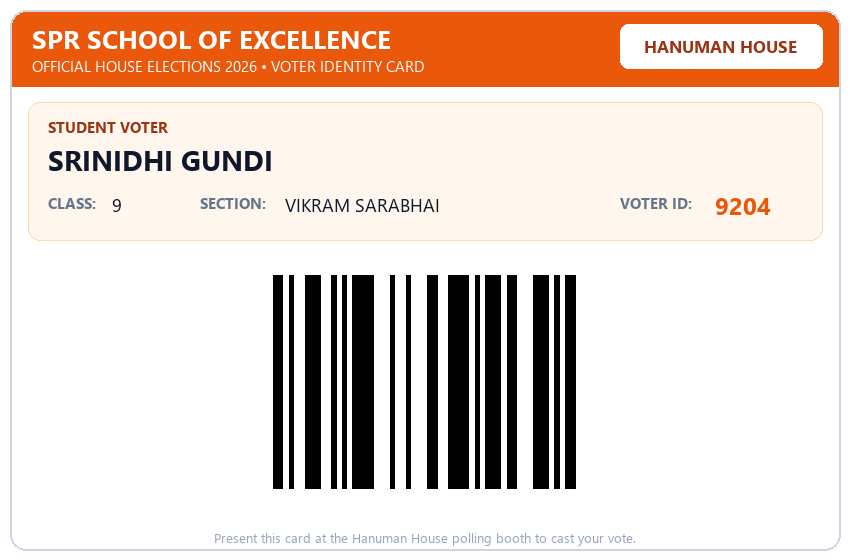 SPR SCHOOL OF EXCELLENCE
OFFICIAL HOUSE ELECTIONS 2026 • VOTER IDENTITY CARD
HANUMAN HOUSE
STUDENT VOTER
SRINIDHI GUNDI
CLASS: 9 SECTION: VIKRAM SARABHAI VOTER ID: 9204
Present this card at the Hanuman House polling booth to cast your vote.